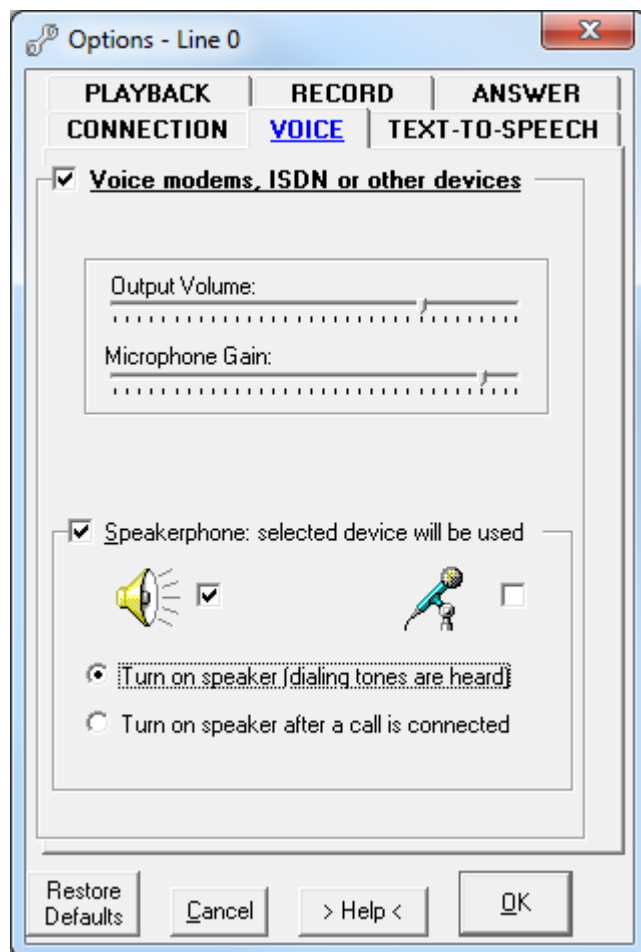 Options - Line 0
PLAYBACK RECORD ANSWER
CONNECTION VOICE TEXT-TO-SPEECH
Voice modems, ISDN or other devices
Output Volume:
Microphone Gain:
Speakerphone: selected device will be used
Turn on speaker (dialing tones are heard)
Turn on speaker after a call is connected
Restore
Defaults
Cancel
> Help <
OK